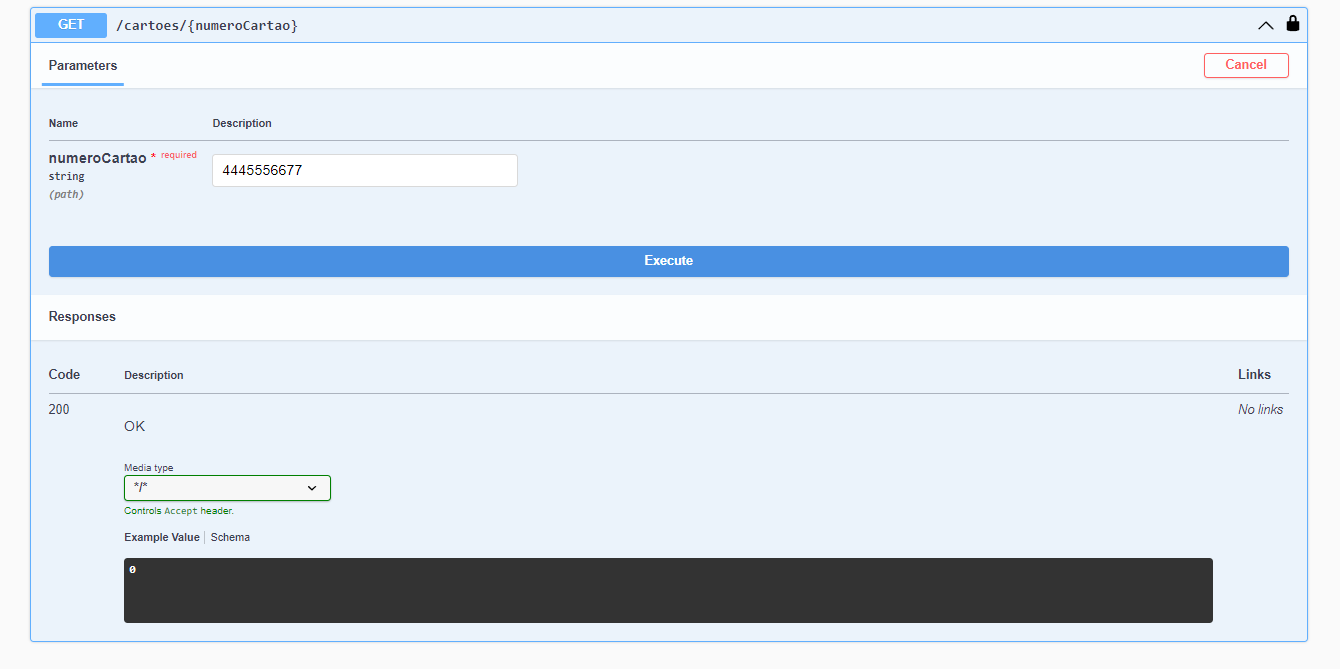 GET /cartoes/{numeroCartao}
Parameters
Cancel
Name Description
numeroCartao * required
string
(path)
4445556677
Execute
Responses
Code Description Links
200 No links
OK
Media type
*/*
Controls Accept header.
Example Value Schema
0